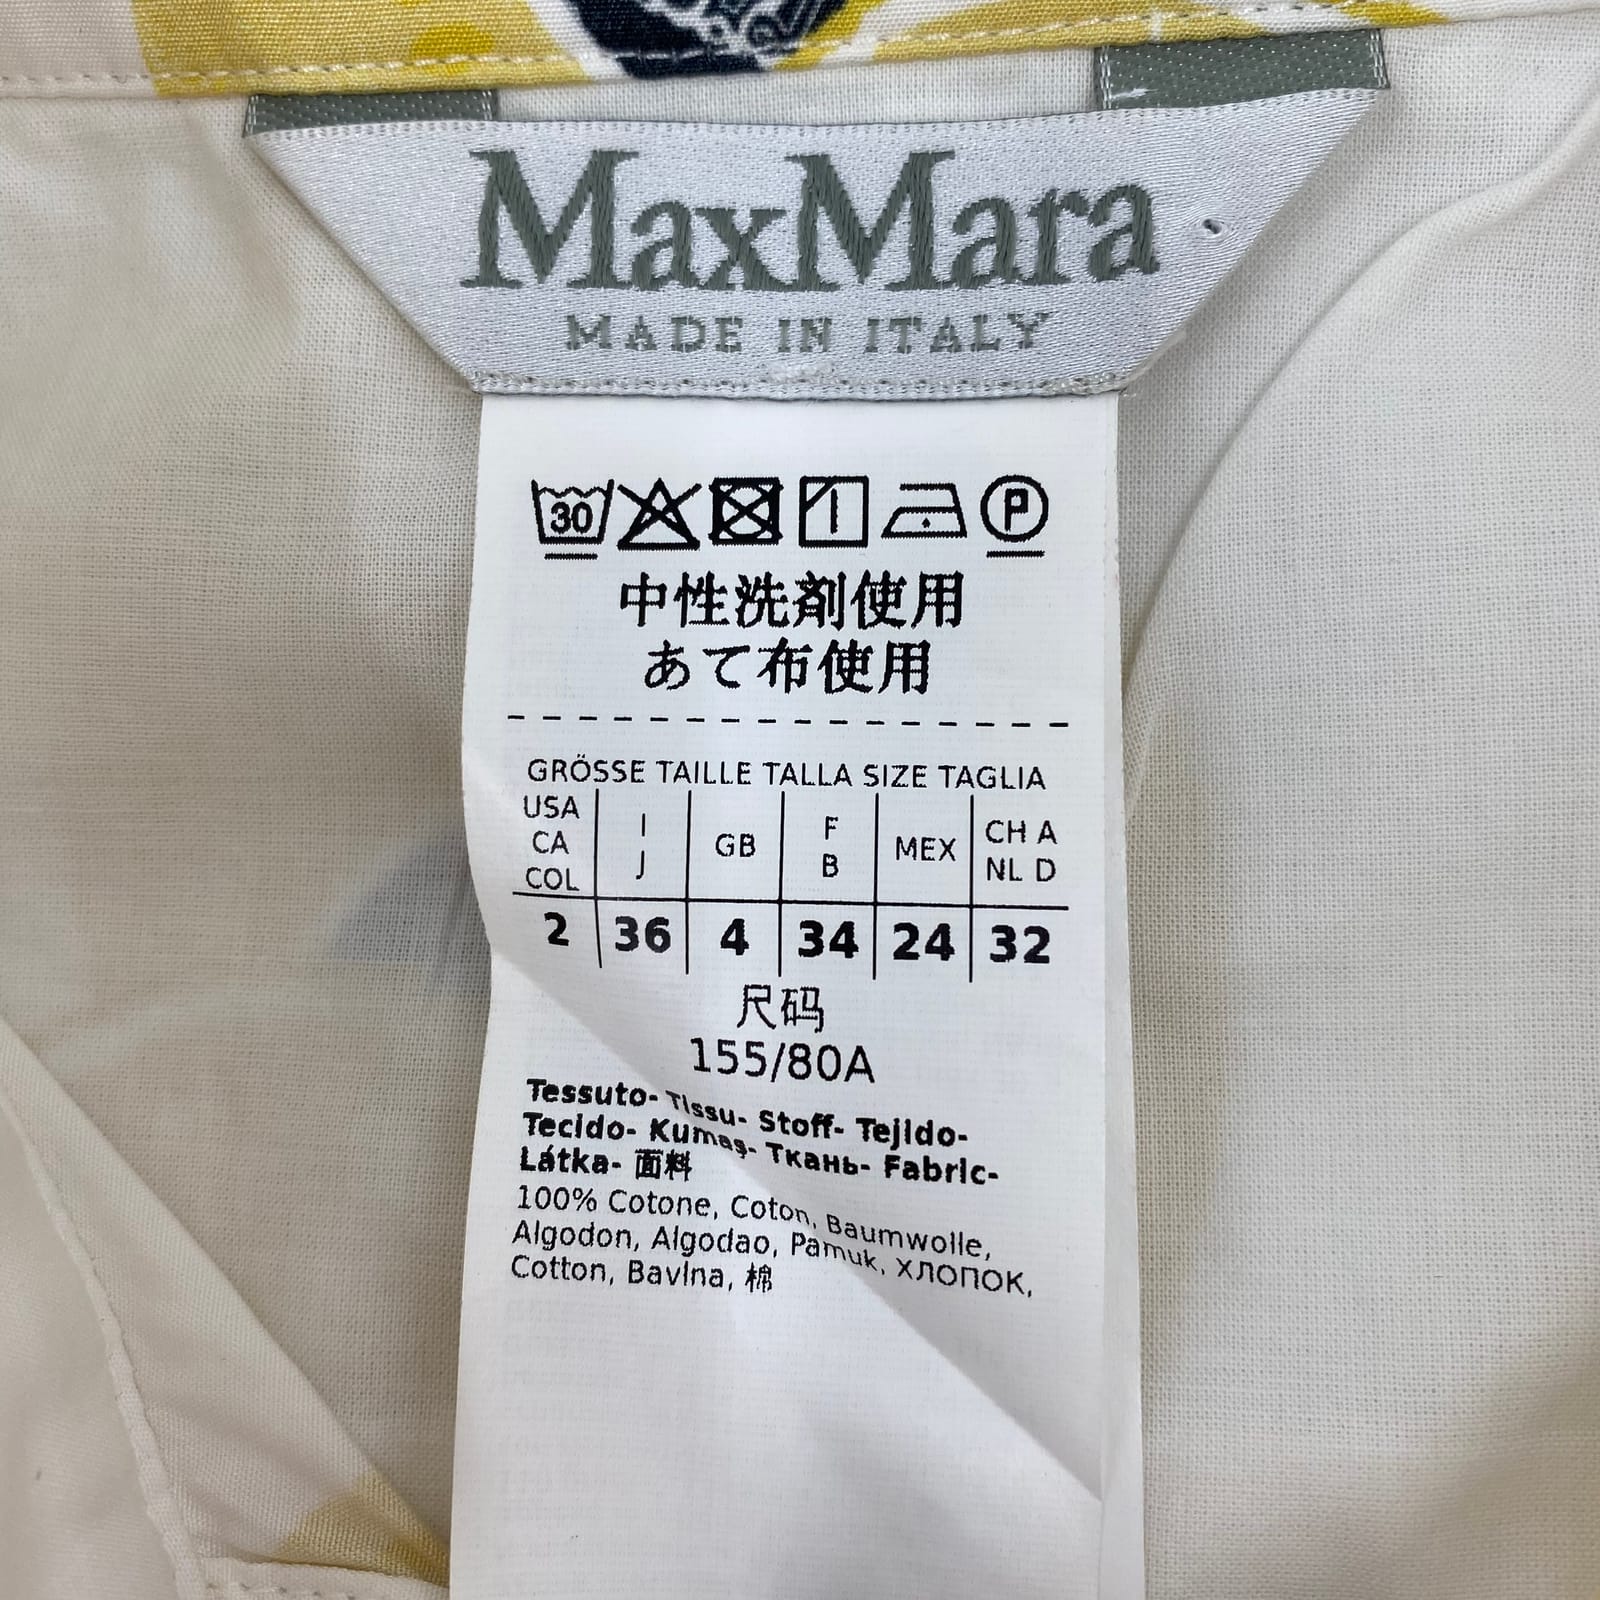 MaxMara
MADE IN ITALY
30 P
中性洗剤使用
あて布使用
GRÖSSE TAILLE TALLA SIZE TAGLIA
USA CA COL I J GB F B MEX CH A NL D
2 36 4 34 24 32
尺码
155/80A
Tessuto- Tissu- Stoff- Tejido-
Tecido- Kumaş- Ткань- Fabric-
Látka- 面料
100% Cotone, Coton, Baumwolle,
Algodon, Algodao, Pamuk, ХЛОПОК,
Cotton, Bavlna, 棉